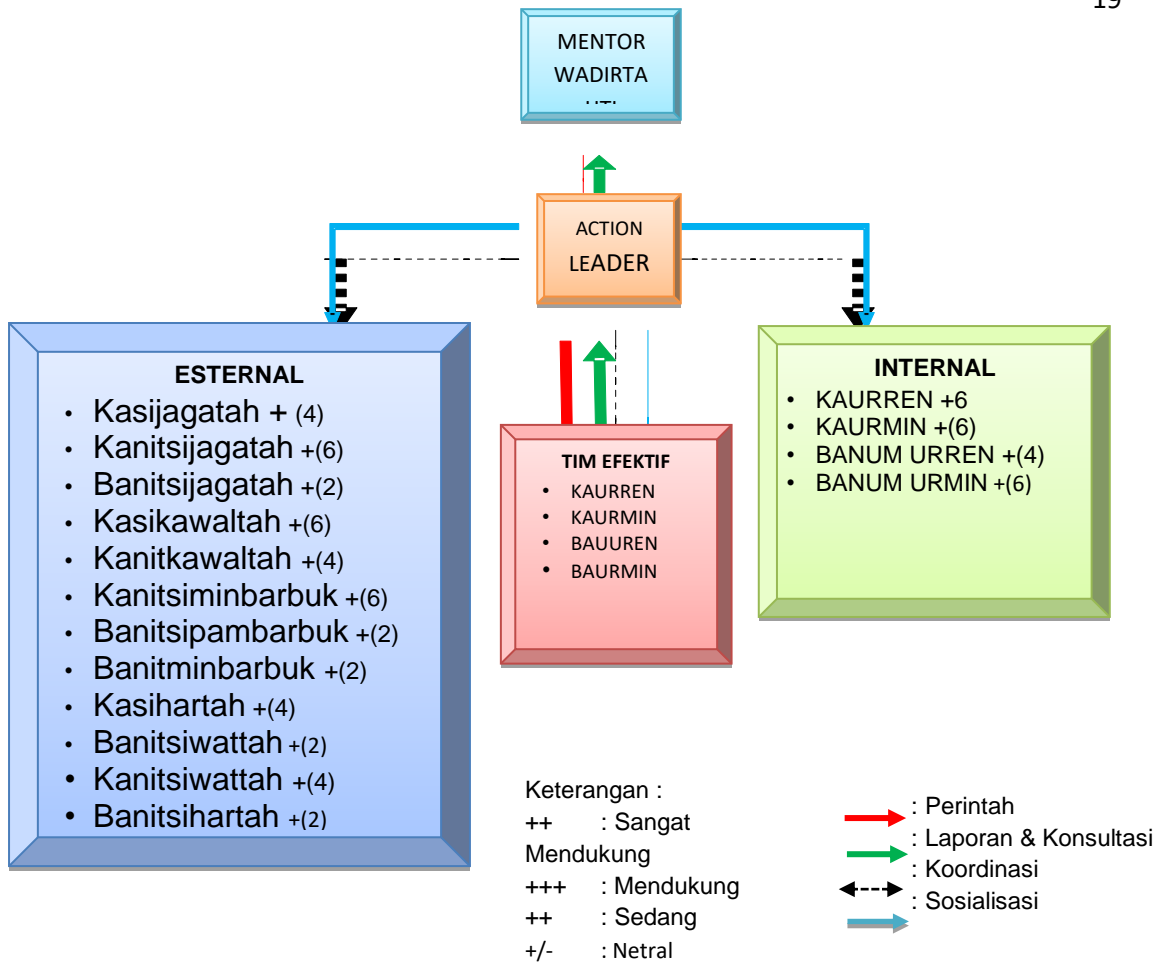 19
MENTOR
WADIRTA
ACTION
LEADER
ESTERNAL
• Kasijagatah + (4)
• Kanitsijagatah +(6)
• Banitsijagatah +(2)
• Kasikawaltah +(6)
• Kanitkawaltah +(4)
• Kanitsiminbarbuk +(6)
• Banitsipambarbuk +(2)
• Banitminbarbuk +(2)
• Kasihartah +(4)
• Banitsiwattah +(2)
• Kanitsiwattah +(4)
• Banitsihartah +(2)
TIM EFEKTIF
• KAURREN
• KAURMIN
• BAUUREN
• BAURMIN
INTERNAL
• KAURREN +6
• KAURMIN +(6)
• BANUM URREN +(4)
• BANUM URMIN +(6)
Keterangan :
++ : Sangat
Mendukung
+++ : Mendukung
++ : Sedang
+/- : Netral
: Perintah
: Laporan & Konsultasi
: Koordinasi
: Sosialisasi